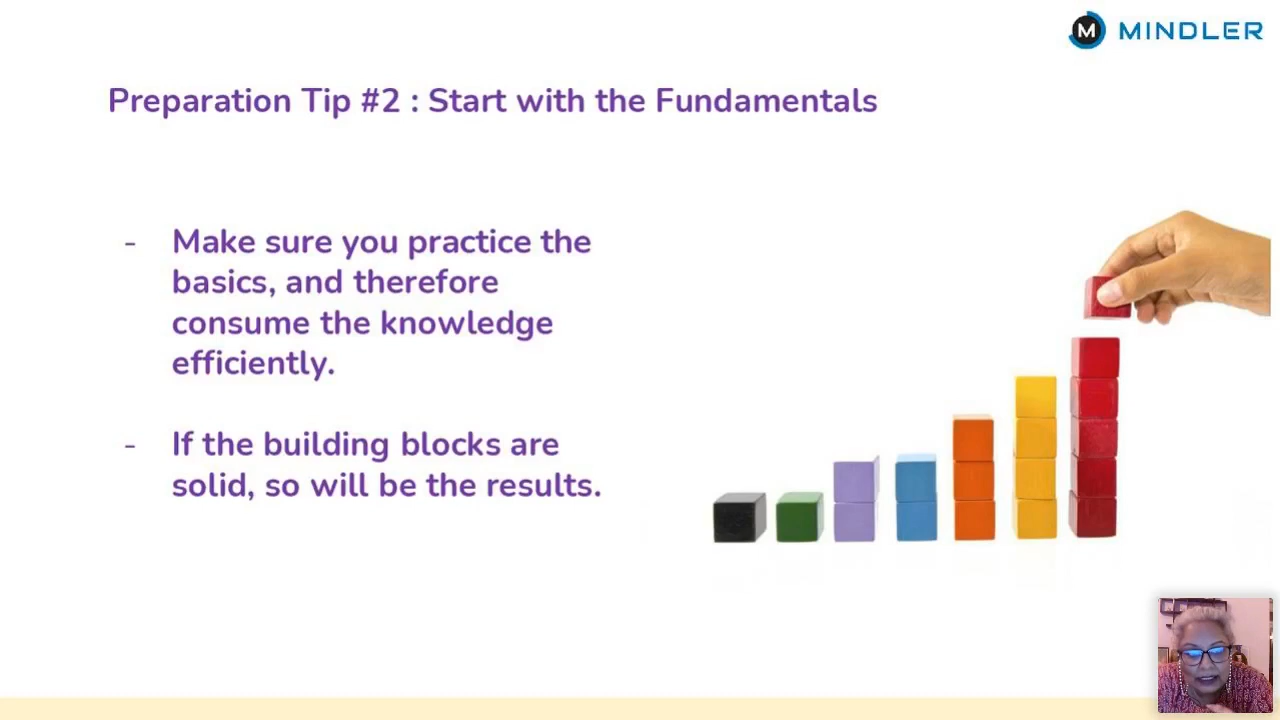 M MINDLER
Preparation Tip #2 : Start with the Fundamentals
- Make sure you practice the
basics, and therefore
consume the knowledge
efficiently.
- If the building blocks are
solid, so will be the results.